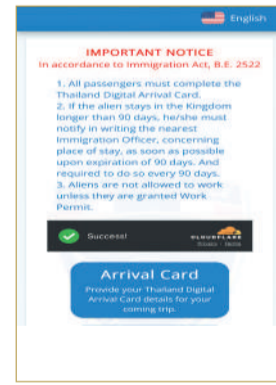 English
IMPORTANT NOTICE
In accordance to Immigration Act, B.E. 2522
1. All passengers must complete the
Thailand Digital Arrival Card.
2. If the alien stays in the Kingdom
longer than 90 days, he/she must
notify in writing the nearest
Immigration Officer, concerning
place of stay, as soon as possible
upon expiration of 90 days. And
required to do so every 90 days.
3. Aliens are not allowed to work
unless they are granted Work
Permit.
Success!
CLOUDFLARE
Privacy • Terms
Arrival Card
Provide your Thailand Digital
Arrival Card details for your
coming trip.